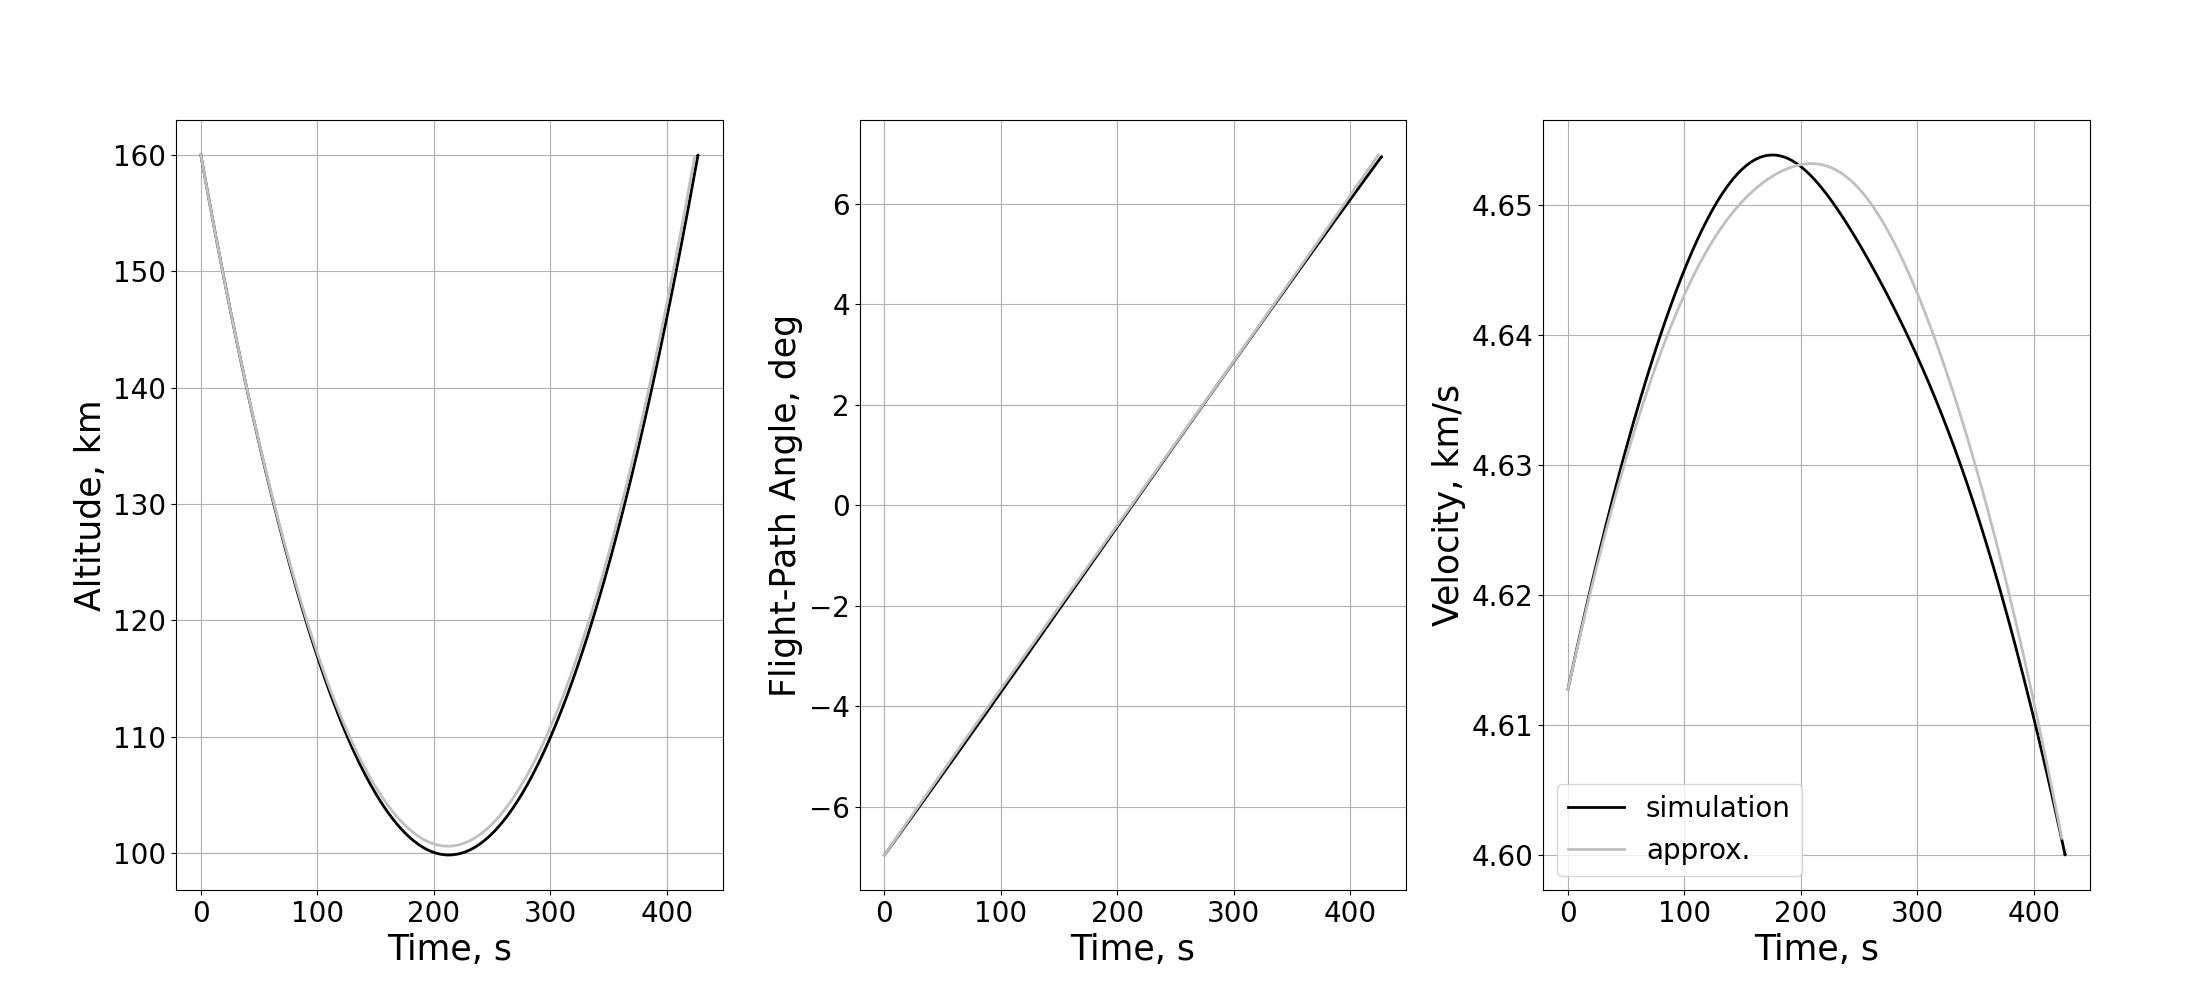 Altitude, km
160
150
140
130
120
110
100
0 100 200 300 400
Time, s
Flight-Path Angle, deg
6
4
2
0
−2
−4
−6
0 100 200 300 400
Time, s
Velocity, km/s
4.65
4.64
4.63
4.62
4.61
4.60
simulation
approx.
0 100 200 300 400
Time, s